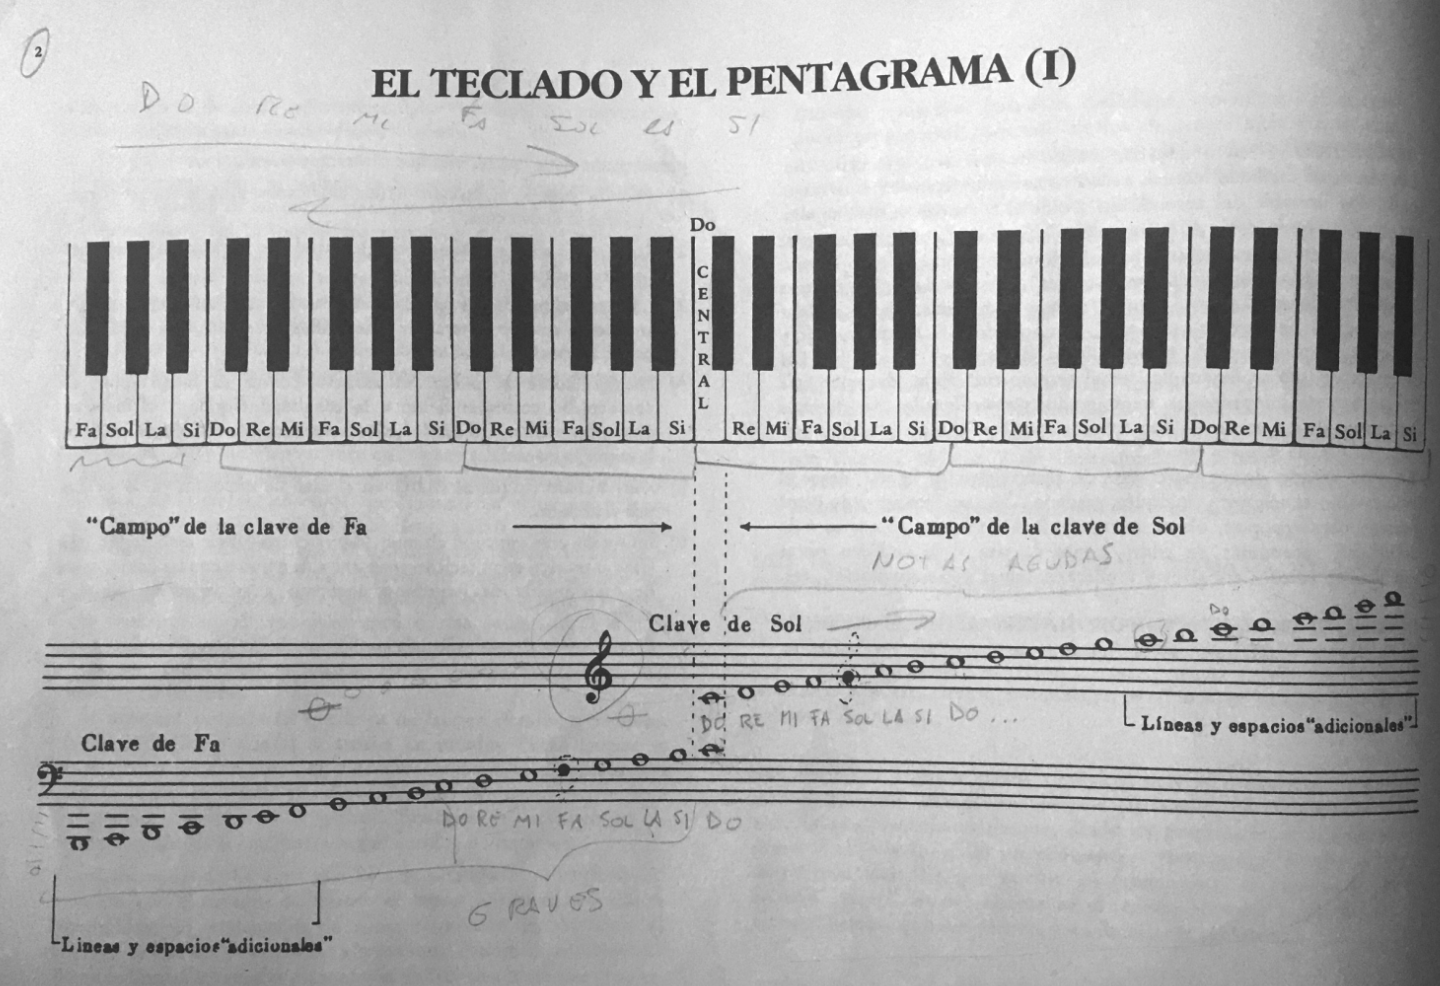 2
EL TECLADO Y EL PENTAGRAMA (I)
DO RE MI FA SOL SI
Do
CENTRAL
Fa Sol La Si Do Re Mi Fa Sol La Si Do Re Mi Fa Sol La Si Re Mi Fa Sol La Si Do Re Mi Fa Sol La Si Do Re Mi Fa Sol La Si
"Campo" de la clave de Fa
"Campo" de la clave de Sol
NOTAS AGUDAS
Do
Clave de Sol
DO RE MI FA SOL LA SI DO ...
Líneas y espacios "adicionales"
Clave de Fa
DO RE MI FA SOL LA SI DO
GRAVES
Lineas y espacios "adicionales"